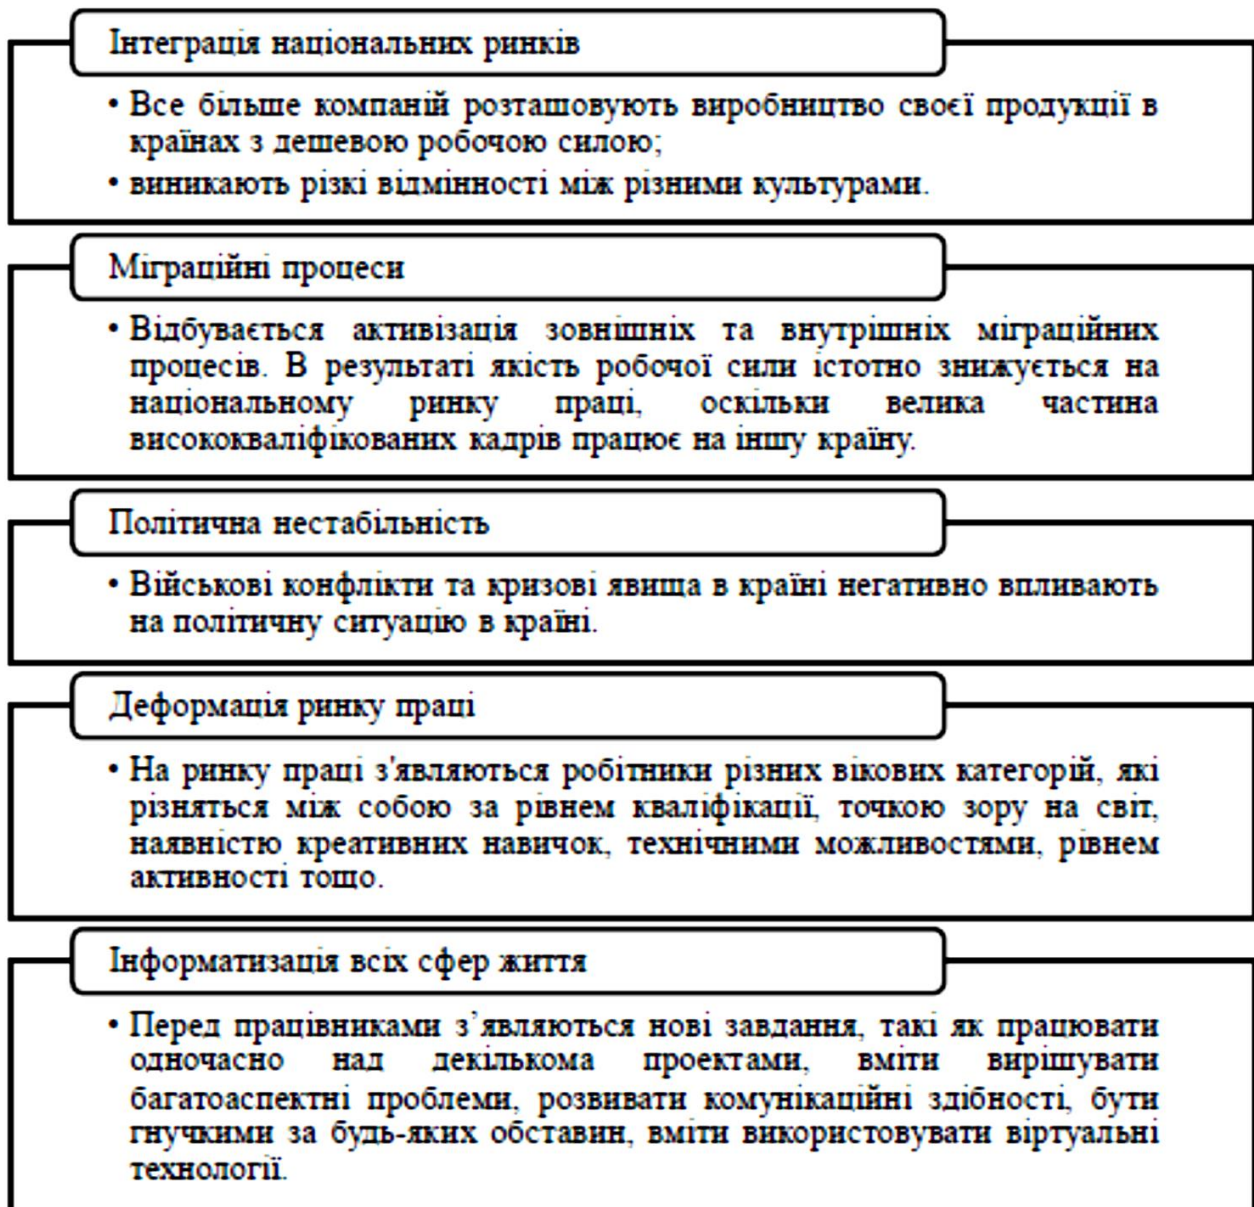 Інтеграція національних ринків
• Все більше компаній розташовують виробництво своєї продукції в
країнах з дешевою робочою силою;
• виникають різкі відмінності між різними культурами.
Міграційні процеси
• Відбувається активізація зовнішніх та внутрішніх міграційних
процесів. В результаті якість робочої сили істотно знижується на
національному ринку праці, оскільки велика частина
висококваліфікованих кадрів працює на іншу країну.
Політична нестабільність
• Військові конфлікти та кризові явища в країні негативно впливають
на політичну ситуацію в країні.
Деформація ринку праці
• На ринку праці з'являються робітники різних вікових категорій, які
різняться між собою за рівнем кваліфікації, точкою зору на світ,
наявністю креативних навичок, технічними можливостями, рівнем
активності тощо.
Інформатизація всіх сфер життя
• Перед працівниками з’являються нові завдання, такі як працювати
одночасно над декількома проектами, вміти вирішувати
багатоаспектні проблеми, розвивати комунікаційні здібності, бути
гнучкими за будь-яких обставин, вміти використовувати віртуальні
технології.